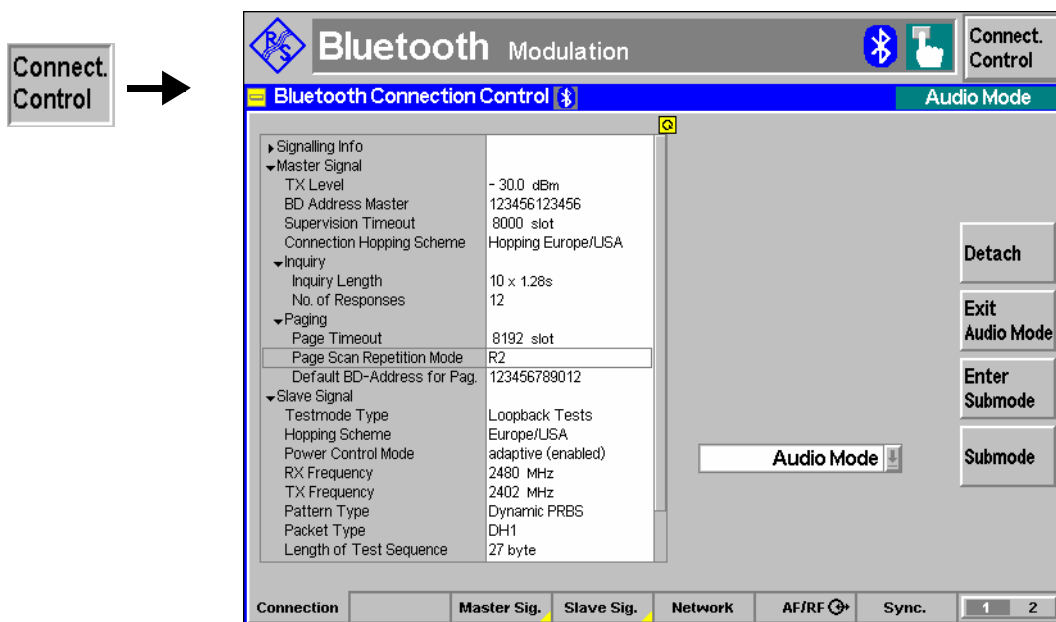 Connect.
Control
R S
Bluetooth Modulation
Connect.
Control
Bluetooth Connection Control
Audio Mode
Signalling Info
Master Signal
TX Level - 30.0 dBm
BD Address Master 123456123456
Supervision Timeout 8000 slot
Connection Hopping Scheme Hopping Europe/USA
Inquiry
Inquiry Length 10 x 1.28s
No. of Responses 12
Paging
Page Timeout 8192 slot
Page Scan Repetition Mode R2
Default BD-Address for Pag. 123456789012
Slave Signal
Testmode Type Loopback Tests
Hopping Scheme Europe/USA
Power Control Mode adaptive (enabled)
RX Frequency 2480 MHz
TX Frequency 2402 MHz
Pattern Type Dynamic PRBS
Packet Type DH1
Length of Test Sequence 27 byte
Audio Mode
Detach
Exit
Audio Mode
Enter
Submode
Submode
Connection Master Sig. Slave Sig. Network AF/RF Sync. 1 2